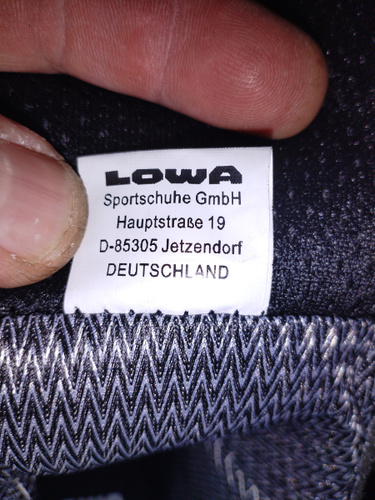 LOWA
Sportschuhe GmbH
Hauptstraße 19
D-85305 Jetzendorf
DEUTSCHLAND